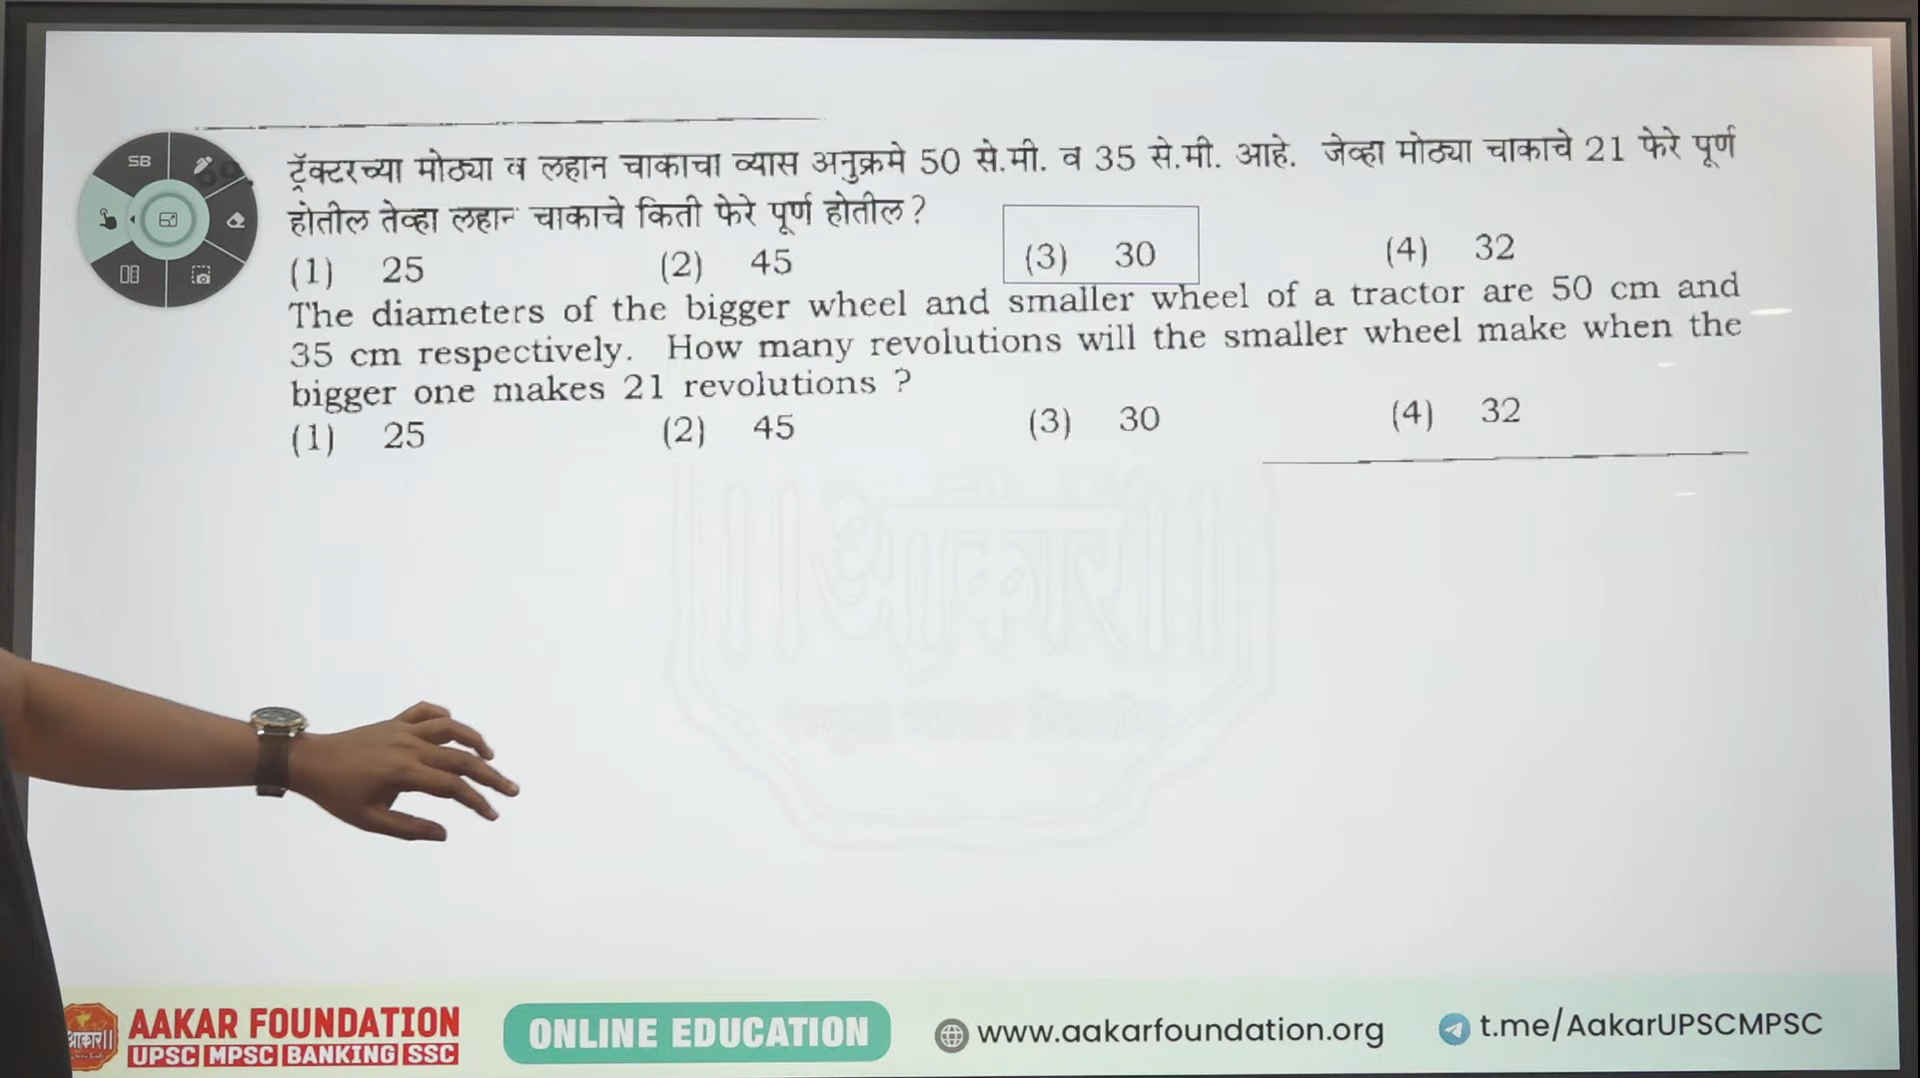 SB
ट्रॅक्टरच्या मोठ्या व लहान चाकाचा व्यास अनुक्रमे 50 से.मी. व 35 से.मी. आहे. जेव्हा मोठ्या चाकाचे 21 फेरे पूर्ण
होतील तेव्हा लहान चाकाचे किती फेरे पूर्ण होतील ?
(1) 25 (2) 45 (3) 30 (4) 32
The diameters of the bigger wheel and smaller wheel of a tractor are 50 cm and
35 cm respectively. How many revolutions will the smaller wheel make when the
bigger one makes 21 revolutions ?
(1) 25 (2) 45 (3) 30 (4) 32
॥आकार॥
आकार॥
AAKAR FOUNDATION
UPSC MPSC BANKING SSC
ONLINE EDUCATION
www.aakarfoundation.org
t.me/AakarUPSCMPSC